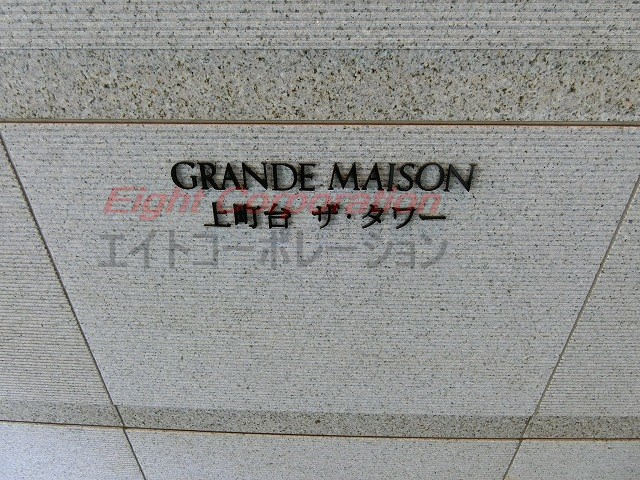 GRANDE MAISON
Eight Corporation
上町台 ザ・タワー
エイトコーポレーション